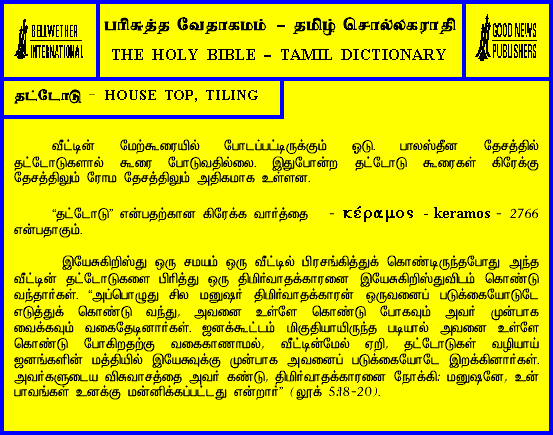 BELLWETHER
INTERNATIONAL
பரிசுத்த வேதாகமம் – தமிழ் சொல்லகராதி
THE HOLY BIBLE – TAMIL DICTIONARY
GOOD NEWS
PUBLISHERS
தட்டோடு – HOUSE TOP, TILING
வீட்டின் மேற்கூரையில் போடப்பட்டிருக்கும் ஓடு. பாலஸ்தீன தேசத்தில்
தட்டோடுகளால் கூரை போடுவதில்லை. இதுபோன்ற தட்டோடு கூரைகள் கிரேக்கு
தேசத்திலும் ரோம தேசத்திலும் அதிகமாக உள்ளன.
“தட்டோடு” என்பதற்கான கிரேக்க வார்த்தை - κέραμος - keramos - 2766
என்பதாகும்.
இயேசுகிறிஸ்து ஒரு சமயம் ஒரு வீட்டில் பிரசங்கித்துக் கொண்டிருந்தபோது அந்த
வீட்டின் தட்டோடுகளை பிரித்து ஒரு திமிர்வாதக்காரனை இயேசுகிறிஸ்துவிடம் கொண்டு
வந்தார்கள். “அப்பொழுது சில மனுஷர் திமிர்வாதக்காரன் ஒருவனைப் படுக்கையோடுடே
எடுத்துக் கொண்டு வந்து, அவனை உள்ளே கொண்டு போகவும் அவர் முன்பாக
வைக்கவும் வகைதேடினார்கள். ஜனக்கூட்டம் மிகுதியாயிருந்த படியால் அவனை உள்ளே
கொண்டு போகிறதற்கு வகைகாணாமல், வீட்டின்மேல் ஏறி, தட்டோடுகள் வழியாய்
ஜனங்களின் மத்தியில் இயேசுவுக்கு முன்பாக அவனைப் படுக்கையோடே இறக்கினார்கள்.
அவர்களுடைய விசுவாசத்தை அவர் கண்டு, திமிர்வாதக்காரனை நோக்கி: மனுஷனே, உன்
பாவங்கள் உனக்கு மன்னிக்கப்பட்டது என்றார்” (லூக் 5:18-20).